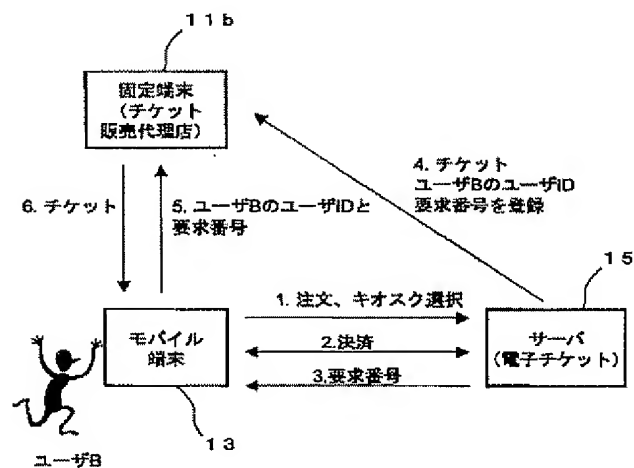 11b
固定端末
(チケット
販売代理店)
4. チケット
ユーザBのユーザID
要求番号を登録
6. チケット
5. ユーザBのユーザIDと
要求番号
15
1. 注文、キオスク選択
モバイル
端末
2.決済
サーバ
(電子チケット)
3.要求番号
13
ユーザB